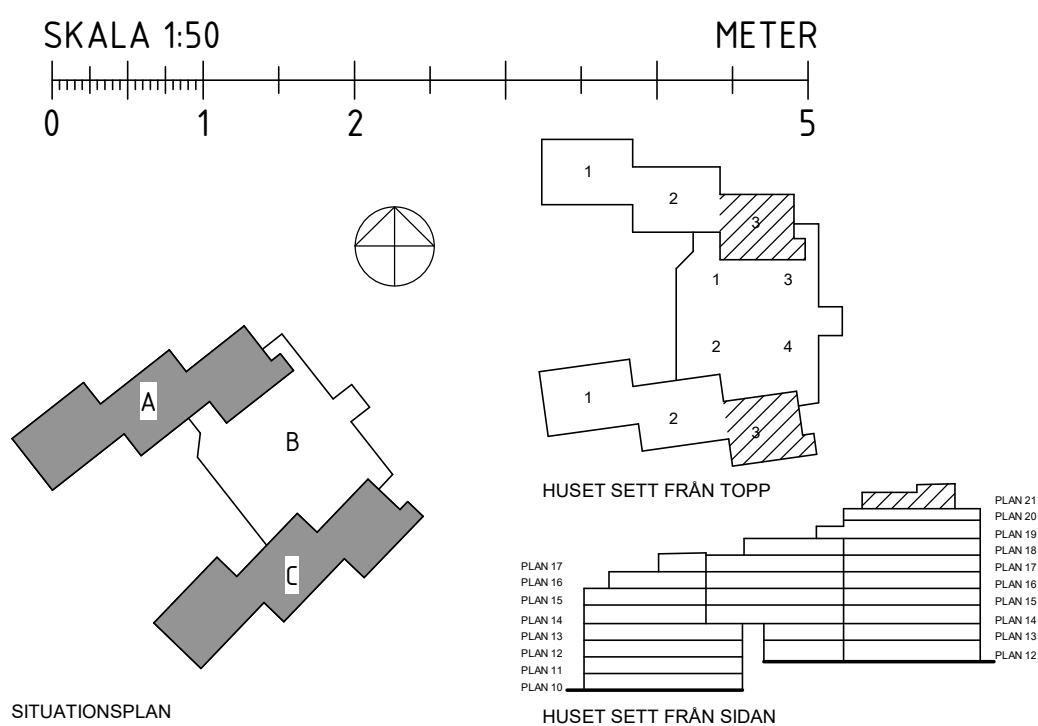 SKALA 1:50 METER
0 1 2 5
1
2
3
1 3
2 4
1
2
3
HUSET SETT FRÅN TOPP
A
B
C
SITUATIONSPLAN
PLAN 17
PLAN 16
PLAN 15
PLAN 14
PLAN 13
PLAN 12
PLAN 11
PLAN 10
PLAN 21
PLAN 20
PLAN 19
PLAN 18
PLAN 17
PLAN 16
PLAN 15
PLAN 14
PLAN 13
PLAN 12
HUSET SETT FRÅN SIDAN